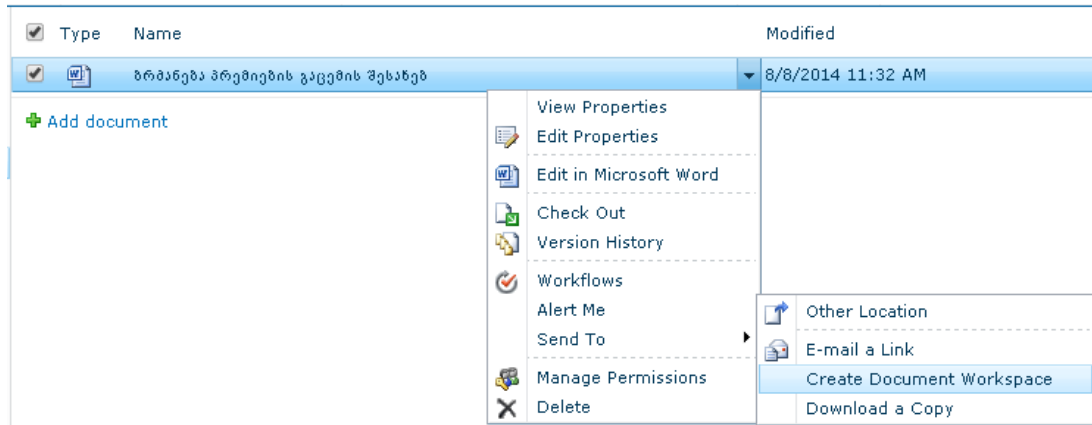 Type Name Modified
ბრძანება პრემიების გაცემის შესახებ 8/8/2014 11:32 AM
Add document
View Properties
Edit Properties
Edit in Microsoft Word
Check Out
Version History
Workflows
Alert Me
Send To
Manage Permissions
Delete
Other Location
E-mail a Link
Create Document Workspace
Download a Copy